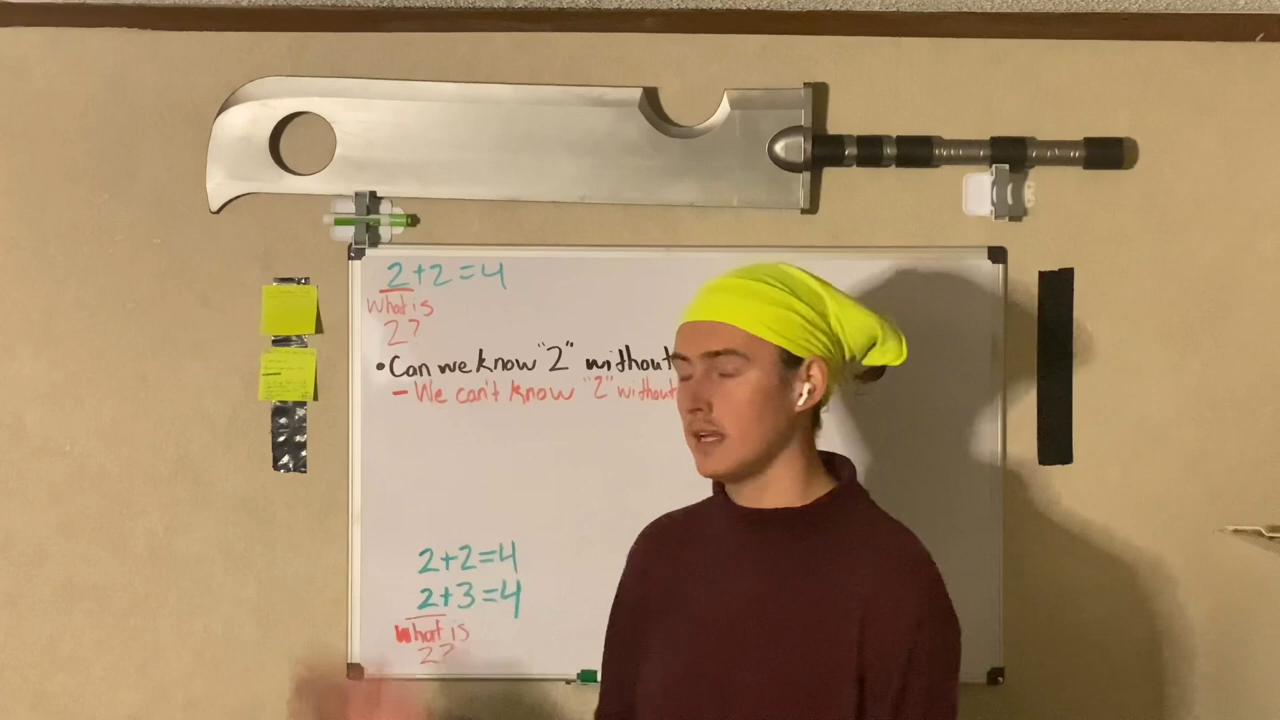 2+2=4
What is
2?
•Can we know "2" without
- We can't know "2" without
2+2=4
2+3=4
What is
2?